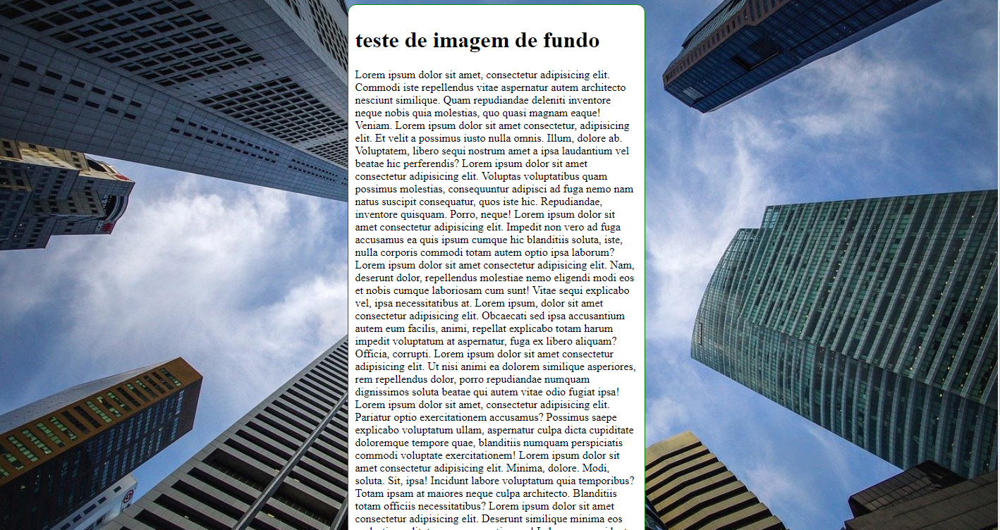 teste de imagem de fundo
Lorem ipsum dolor sit amet, consectetur adipisicing elit.
Commodi iste repellendus vitae aspernatur autem architecto
nesciunt similique. Quam repudiandae deleniti inventore
neque nobis quia molestias, quo quasi magnam eaque!
Veniam. Lorem ipsum dolor sit amet consectetur, adipisicing
elit. Et velit a possimus iusto nulla omnis. Illum, dolore ab.
Voluptatem, libero sequi nostrum amet a ipsa laudantium vel
beatae hic perferendis? Lorem ipsum dolor sit amet
consectetur adipisicing elit. Voluptas voluptatibus quam
possimus molestias, consequuntur adipisci ad fuga nemo nam
natus suscipit consequatur, quos iste hic. Repudiandae,
inventore quisquam. Porro, neque! Lorem ipsum dolor sit
amet consectetur adipisicing elit. Impedit non vero ad fuga
accusamus ea quis ipsum cumque hic blanditiis soluta, iste,
nulla corporis commodi totam autem optio ipsa laborum?
Lorem ipsum dolor sit amet consectetur adipisicing elit. Nam,
deserunt dolor, repellendus molestiae nemo eligendi modi eos
et nobis cumque laboriosam cum sunt! Vitae sequi explicabo
vel, ipsa necessitatibus at. Lorem ipsum, dolor sit amet
consectetur adipisicing elit. Obcaecati sed ipsa accusantium
autem eum facilis, animi, repellat explicabo totam harum
impedit voluptatum at aspernatur, fuga ex libero aliquam?
Officia, corrupti. Lorem ipsum dolor sit amet consectetur
adipisicing elit. Ut nisi animi ea dolorem similique asperiores,
rem repellendus dolor, porro repudiandae numquam
dignissimos soluta beatae qui autem vitae odio fugiat ipsa!
Lorem ipsum dolor sit amet, consectetur adipisicing elit.
Pariatur optio exercitationem accusamus? Possimus saepe
explicabo voluptatum ullam, aspernatur culpa dicta cupiditate
doloremque tempore quae, blanditiis numquam perspiciatis
commodi voluptate exercitationem! Lorem ipsum dolor sit
amet consectetur adipisicing elit. Minima, dolore. Modi,
soluta. Sit, ipsa! Incidunt labore voluptatum quia temporibus?
Totam ipsam at maiores neque culpa architecto. Blanditiis
totam officiis necessitatibus? Lorem ipsum dolor sit amet
consectetur adipisicing elit. Deserunt similique minima eos